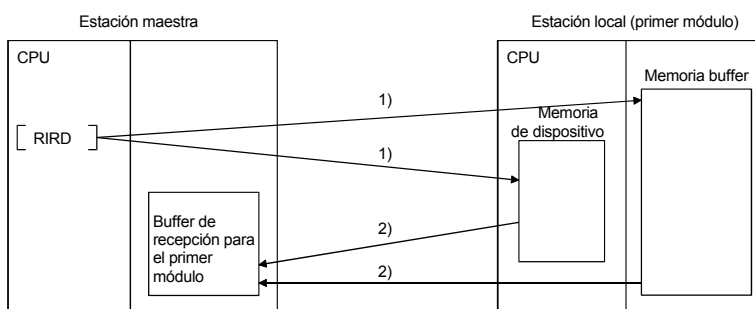 Estación maestra
Estación local (primer módulo)
CPU
CPU
Memoria buffer
1)
Memoria
de dispositivo
RIRD
1)
Buffer de
recepción para
el primer
módulo
2)
2)